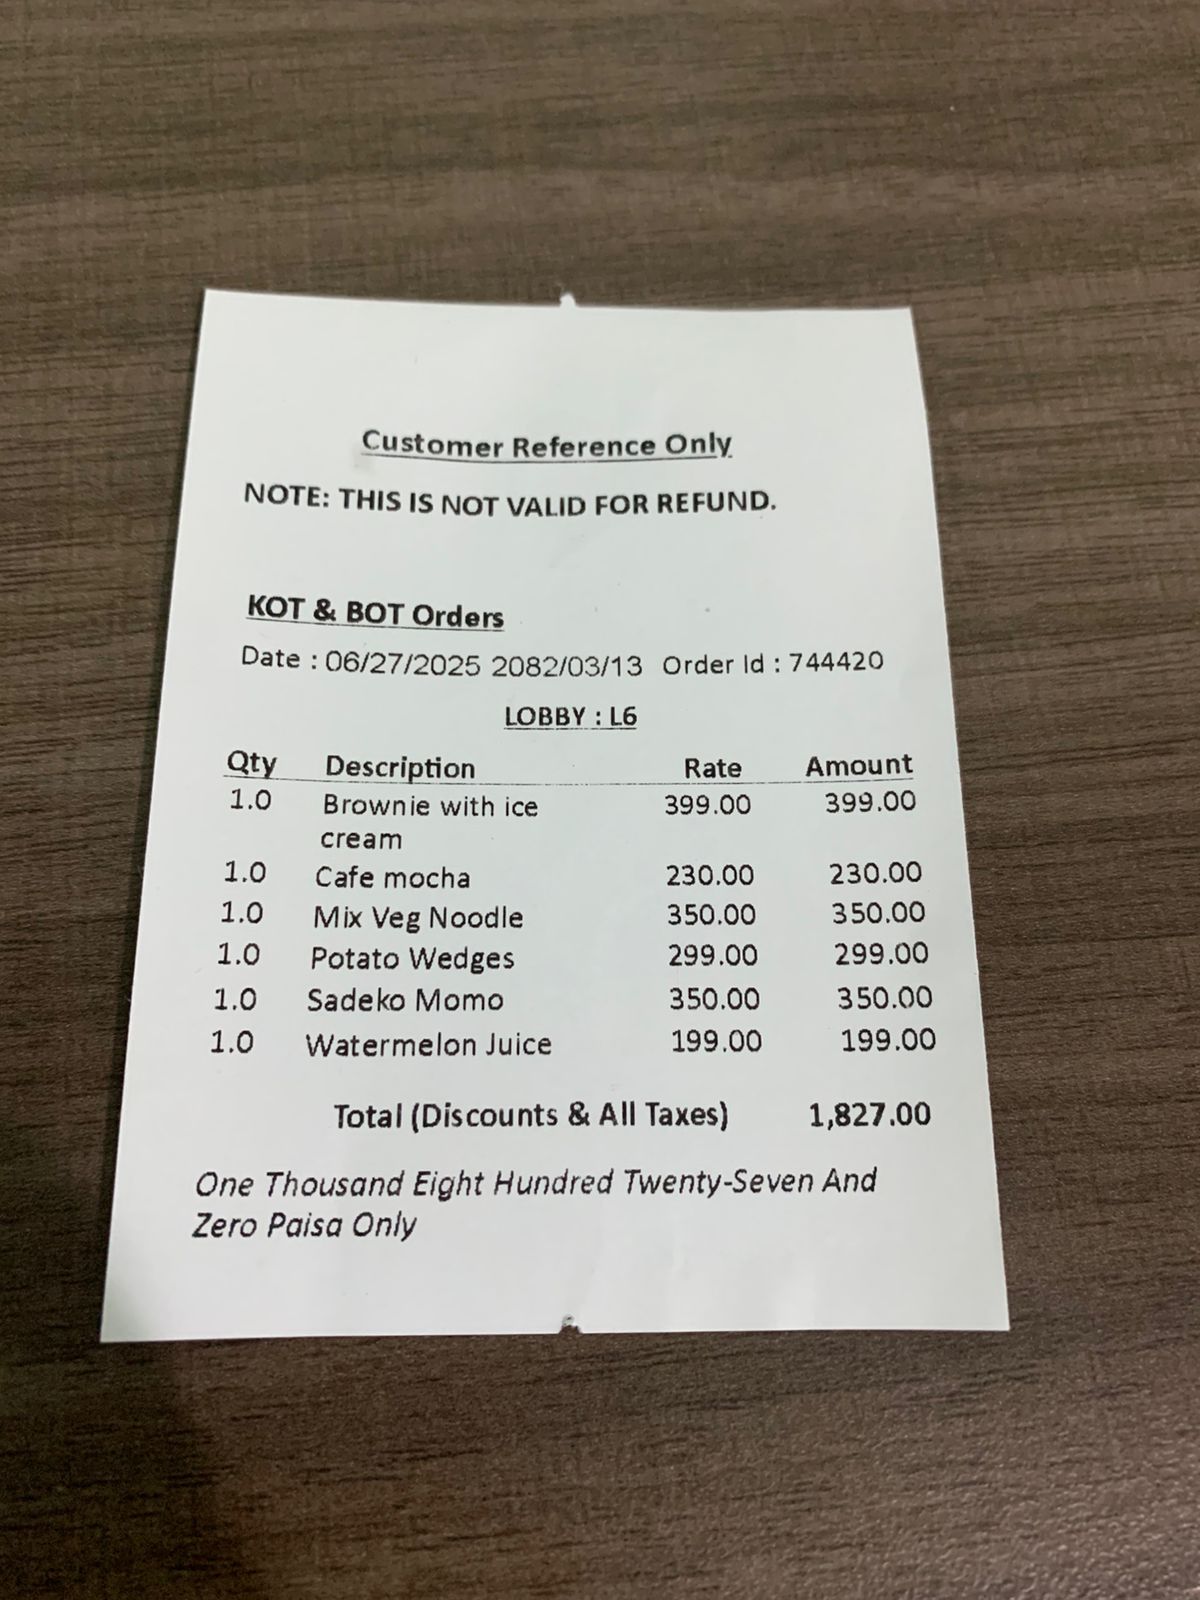 Customer Reference Only
NOTE: THIS IS NOT VALID FOR REFUND.
KOT & BOT Orders
Date : 06/27/2025 2082/03/13 Order Id : 744420
LOBBY : L6
Qty Description Rate Amount
1.0 Brownie with ice 399.00 399.00
cream
1.0 Cafe mocha 230.00 230.00
1.0 Mix Veg Noodle 350.00 350.00
1.0 Potato Wedges 299.00 299.00
1.0 Sadeko Momo 350.00 350.00
1.0 Watermelon Juice 199.00 199.00
Total (Discounts & All Taxes) 1,827.00
One Thousand Eight Hundred Twenty-Seven And
Zero Paisa Only